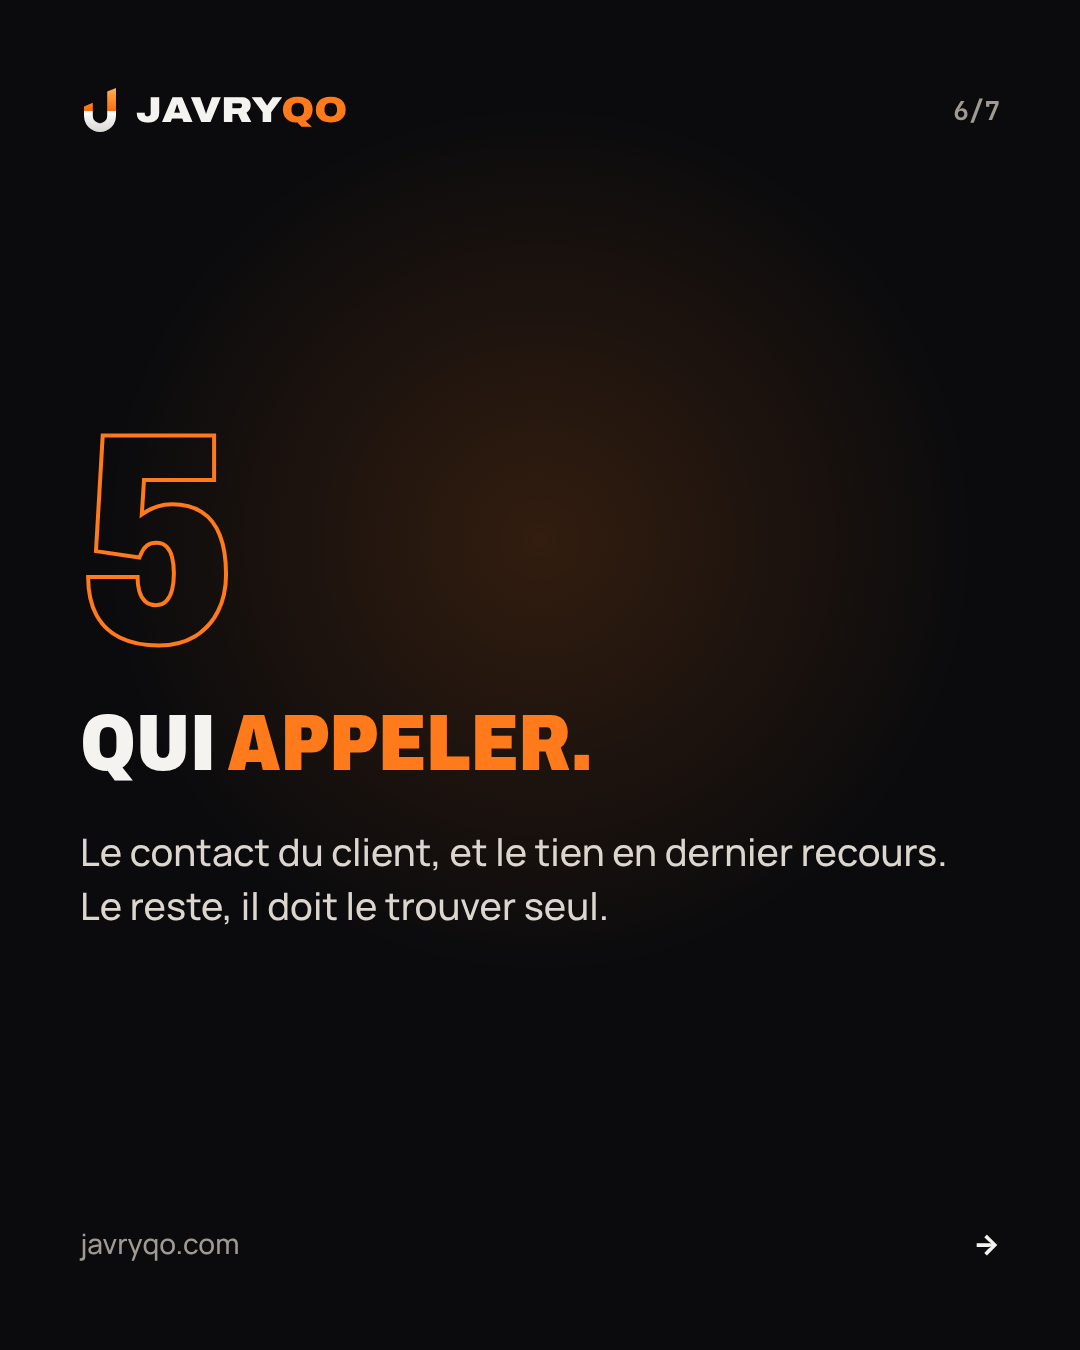 JAVRYQO
6/7
5
QUI APPELER.
Le contact du client, et le tien en dernier recours.
Le reste, il doit le trouver seul.
javryqo.com
→